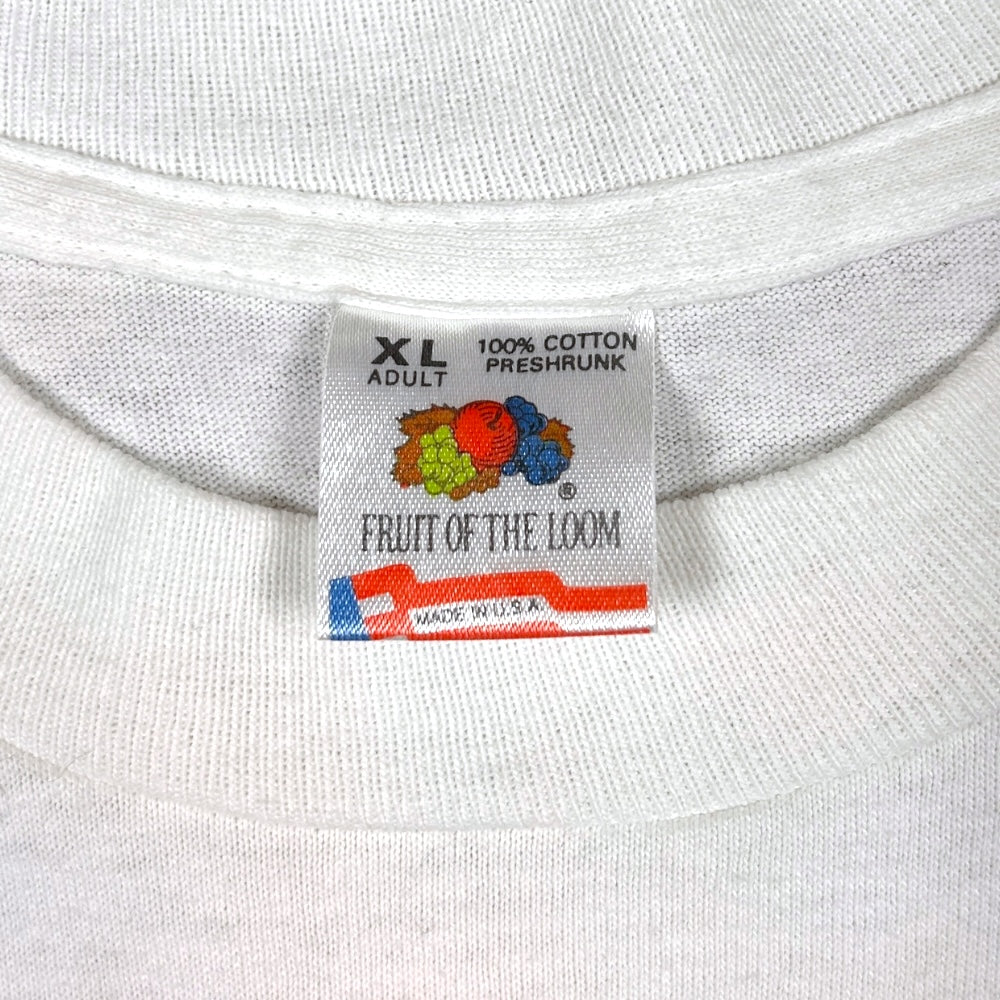 XL
ADULT
100% COTTON
PRESHRUNK
®
FRUIT OF THE LOOM
MADE IN U.S.A.